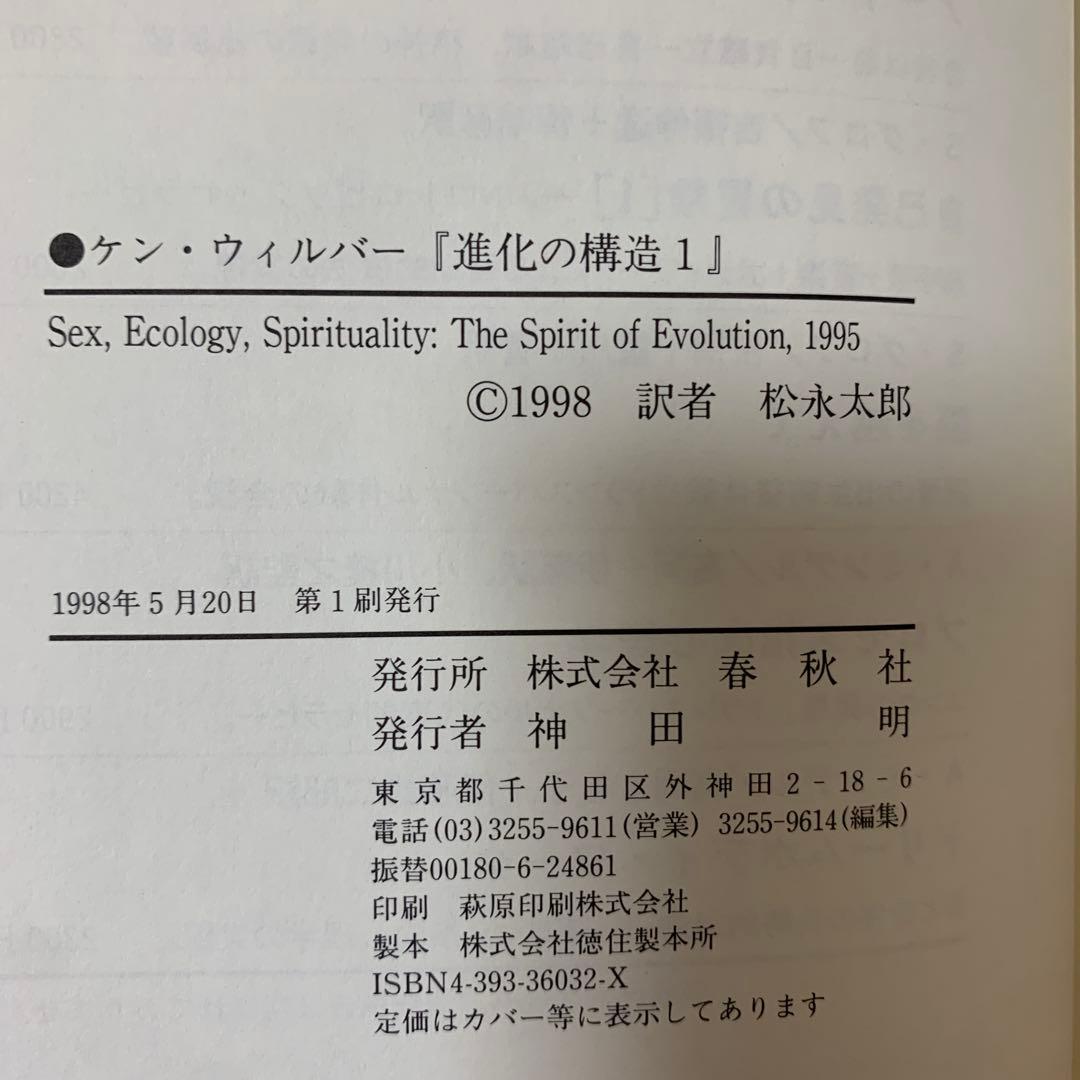 ●ケン・ウィルバー『進化の構造1』
Sex, Ecology, Spirituality: The Spirit of Evolution, 1995
©1998 訳者 松永太郎
1998年5月20日 第1刷発行
発行所 株式会社 春秋社
発行者 神田 明
東京都千代田区外神田2-18-6
電話(03)3255-9611(営業) 3255-9614(編集)
振替00180-6-24861
印刷 萩原印刷株式会社
製本 株式会社徳住製本所
ISBN4-393-36032-X
定価はカバー等に表示してあります